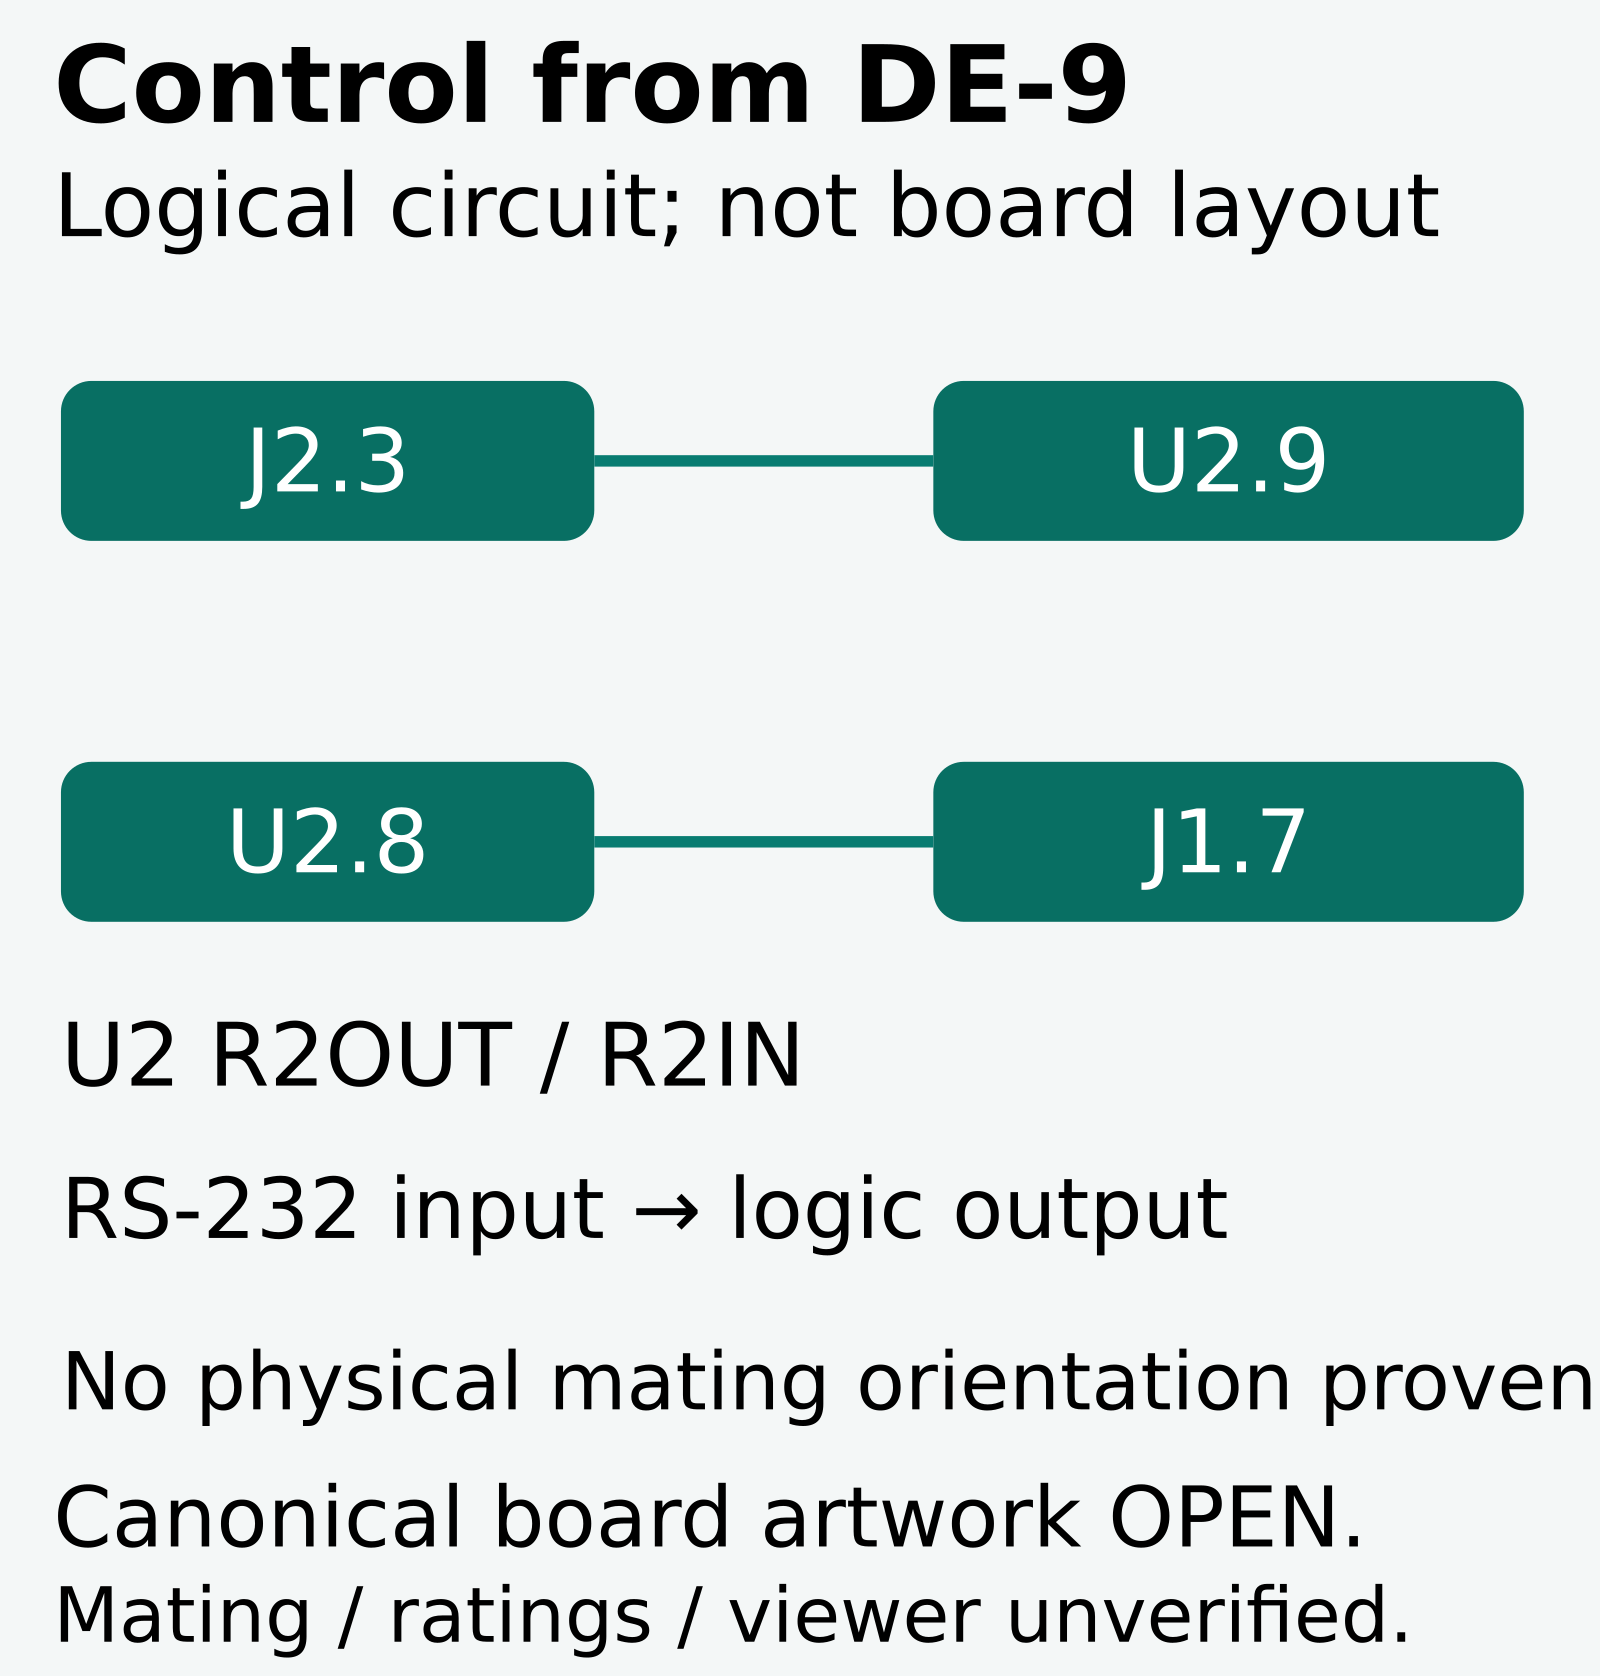 Control from DE-9
Logical circuit; not board layout
J2.3
U2.9
U2.8
J1.7
U2 R2OUT / R2IN
RS-232 input → logic output
No physical mating orientation proven
Canonical board artwork OPEN.
Mating / ratings / viewer unverified.